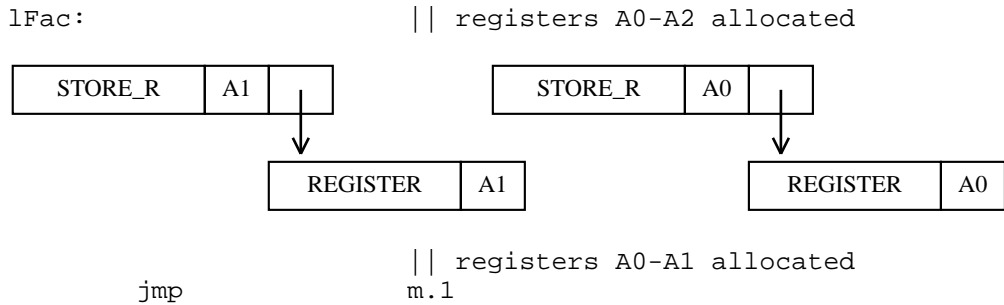 lFac: || registers A0-A2 allocated
STORE_R A1 STORE_R A0
REGISTER A1 REGISTER A0
|| registers A0-A1 allocated
jmp m.1